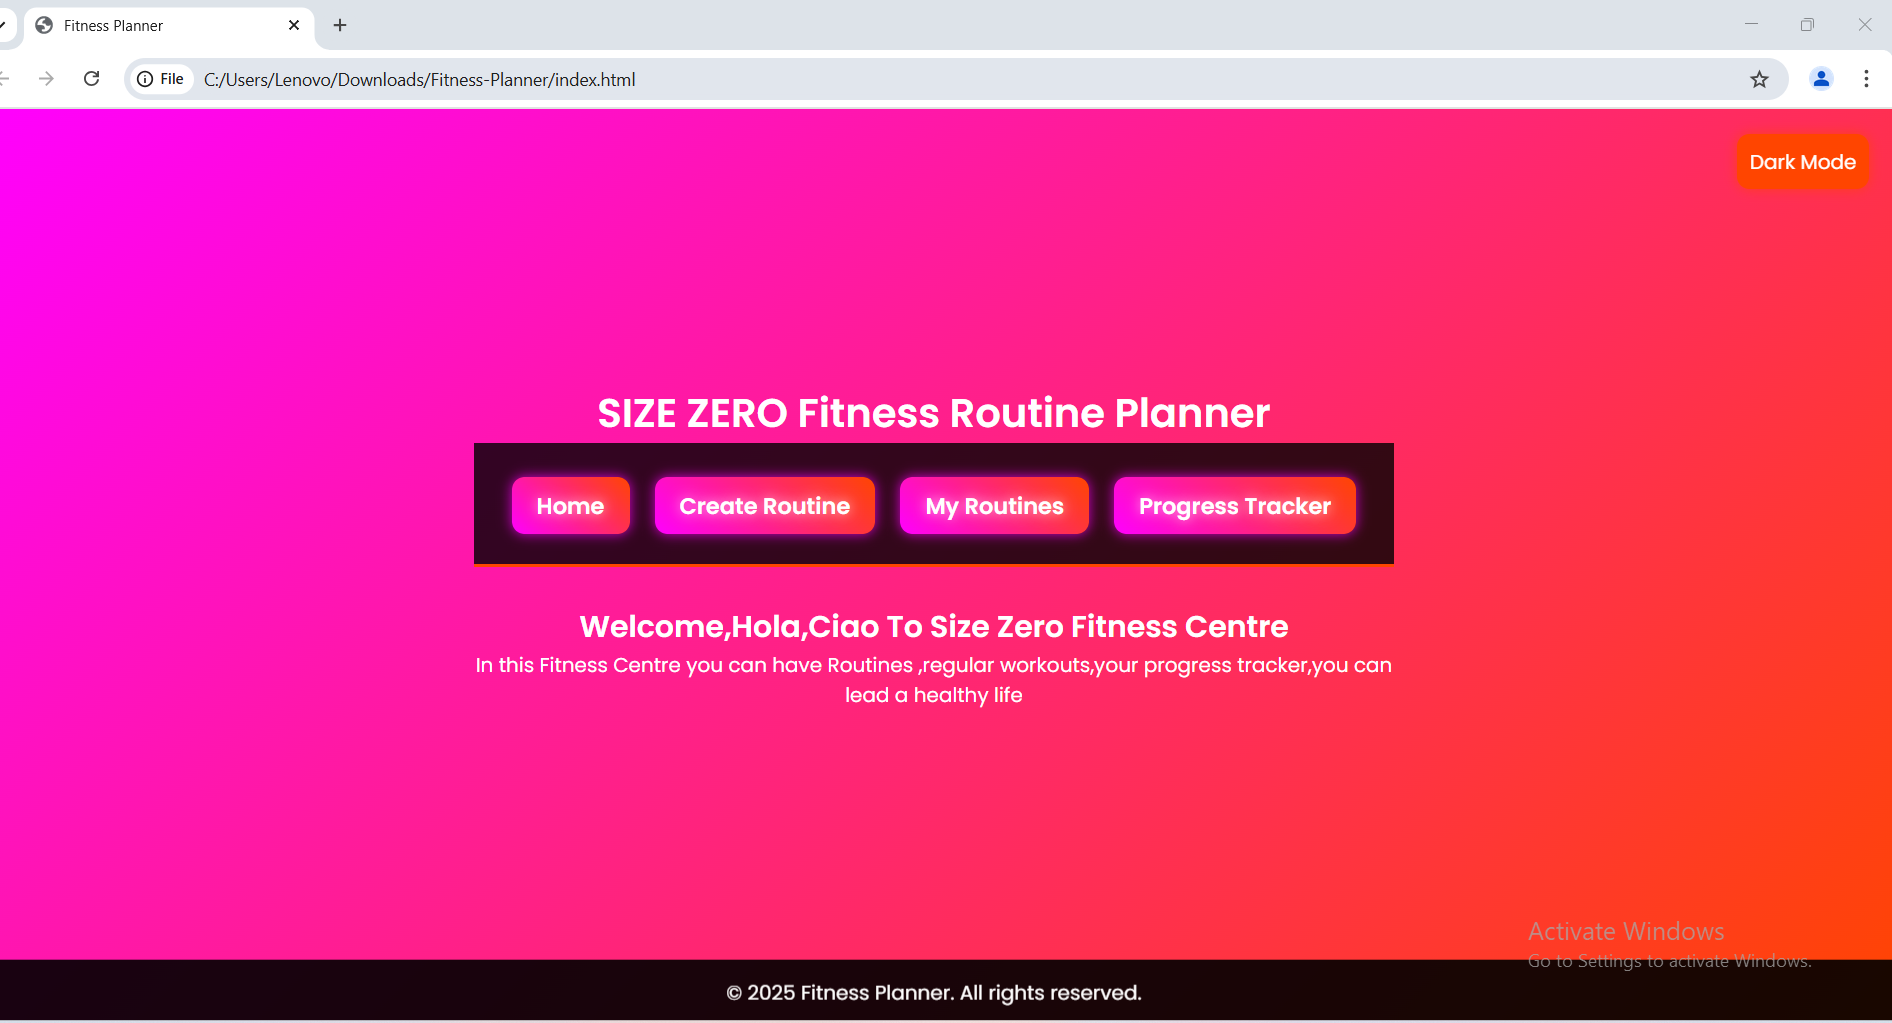 Fitness Planner
File C:/Users/Lenovo/Downloads/Fitness-Planner/index.html
Dark Mode
SIZE ZERO Fitness Routine Planner
Home Create Routine My Routines Progress Tracker
Welcome,Hola,Ciao To Size Zero Fitness Centre
In this Fitness Centre you can have Routines ,regular workouts,your progress tracker,you can
lead a healthy life
Activate Windows
Go to Settings to activate Windows.
© 2025 Fitness Planner. All rights reserved.